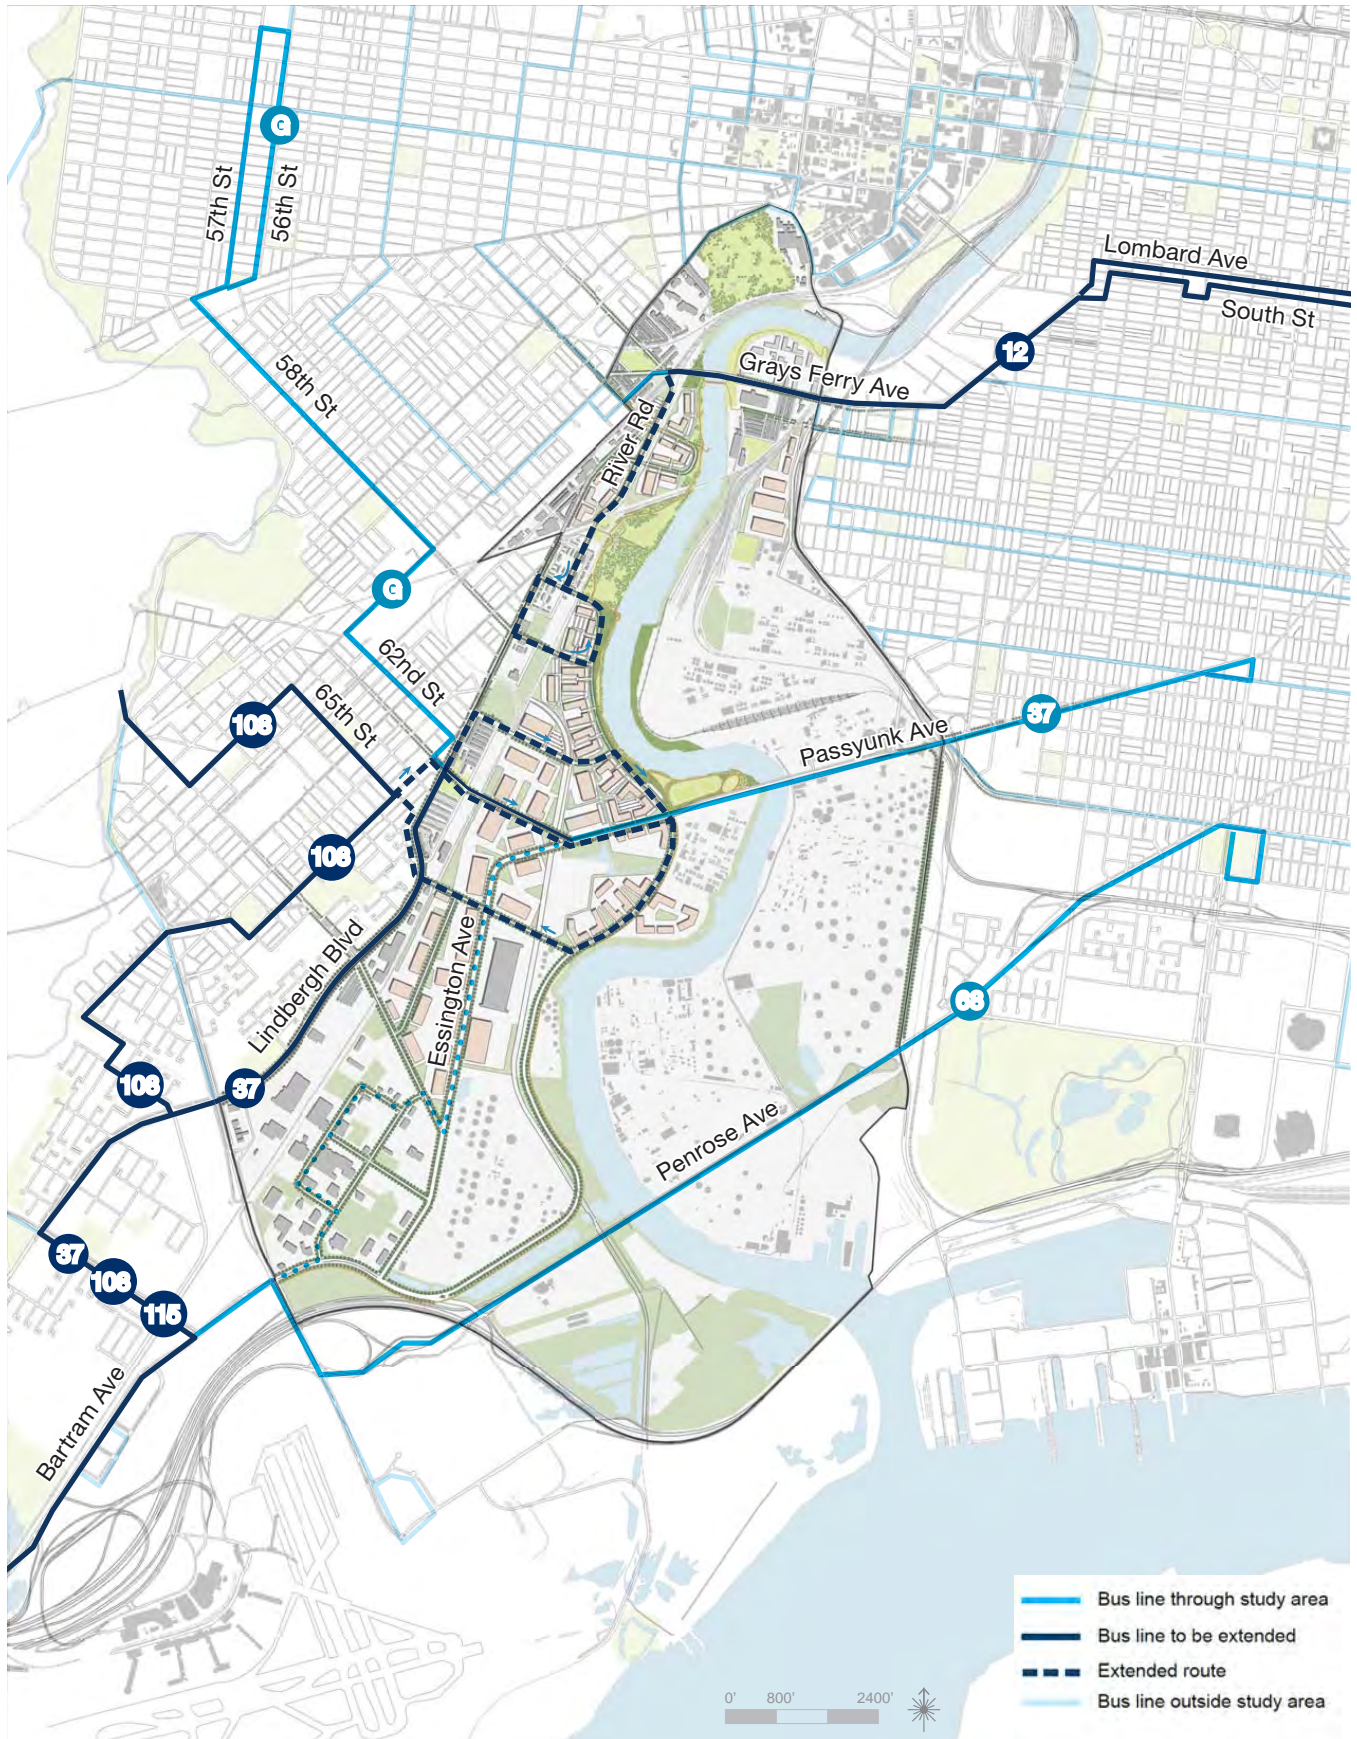 G
57th St
56th St
Lombard Ave
South St
12
58th St
Grays Ferry Ave
River Rd
G
62nd St
65th St
108
37
Passyunk Ave
108
Lindbergh Blvd
Essington Ave
68
108
37
Penrose Ave
37
108
115
Bartram Ave
Bus line through study area
Bus line to be extended
Extended route
Bus line outside study area
0' 800' 2400'